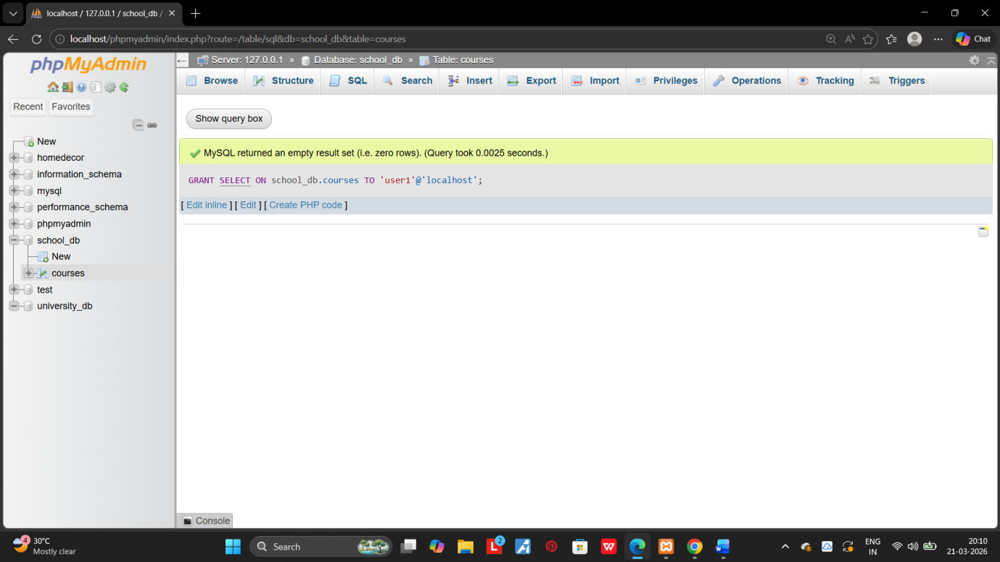 localhost / 127.0.0.1 / school_db /
localhost/phpmyadmin/index.php?route=/table/sql&db=school_db&table=courses
Chat
phpMyAdmin
Recent Favorites
New
homedecor
information_schema
mysql
performance_schema
phpmyadmin
school_db
New
courses
test
university_db
Server: 127.0.0.1 » Database: school_db » Table: courses
Browse Structure SQL Search Insert Export Import Privileges Operations Tracking Triggers
Show query box
MySQL returned an empty result set (i.e. zero rows). (Query took 0.0025 seconds.)
GRANT SELECT ON school_db.courses TO 'user1'@'localhost';
[ Edit inline ] [ Edit ] [ Create PHP code ]
Console
4
30°C
Mostly clear
Search
L
2
W
W
ENG
IN
20:10
21-03-2026